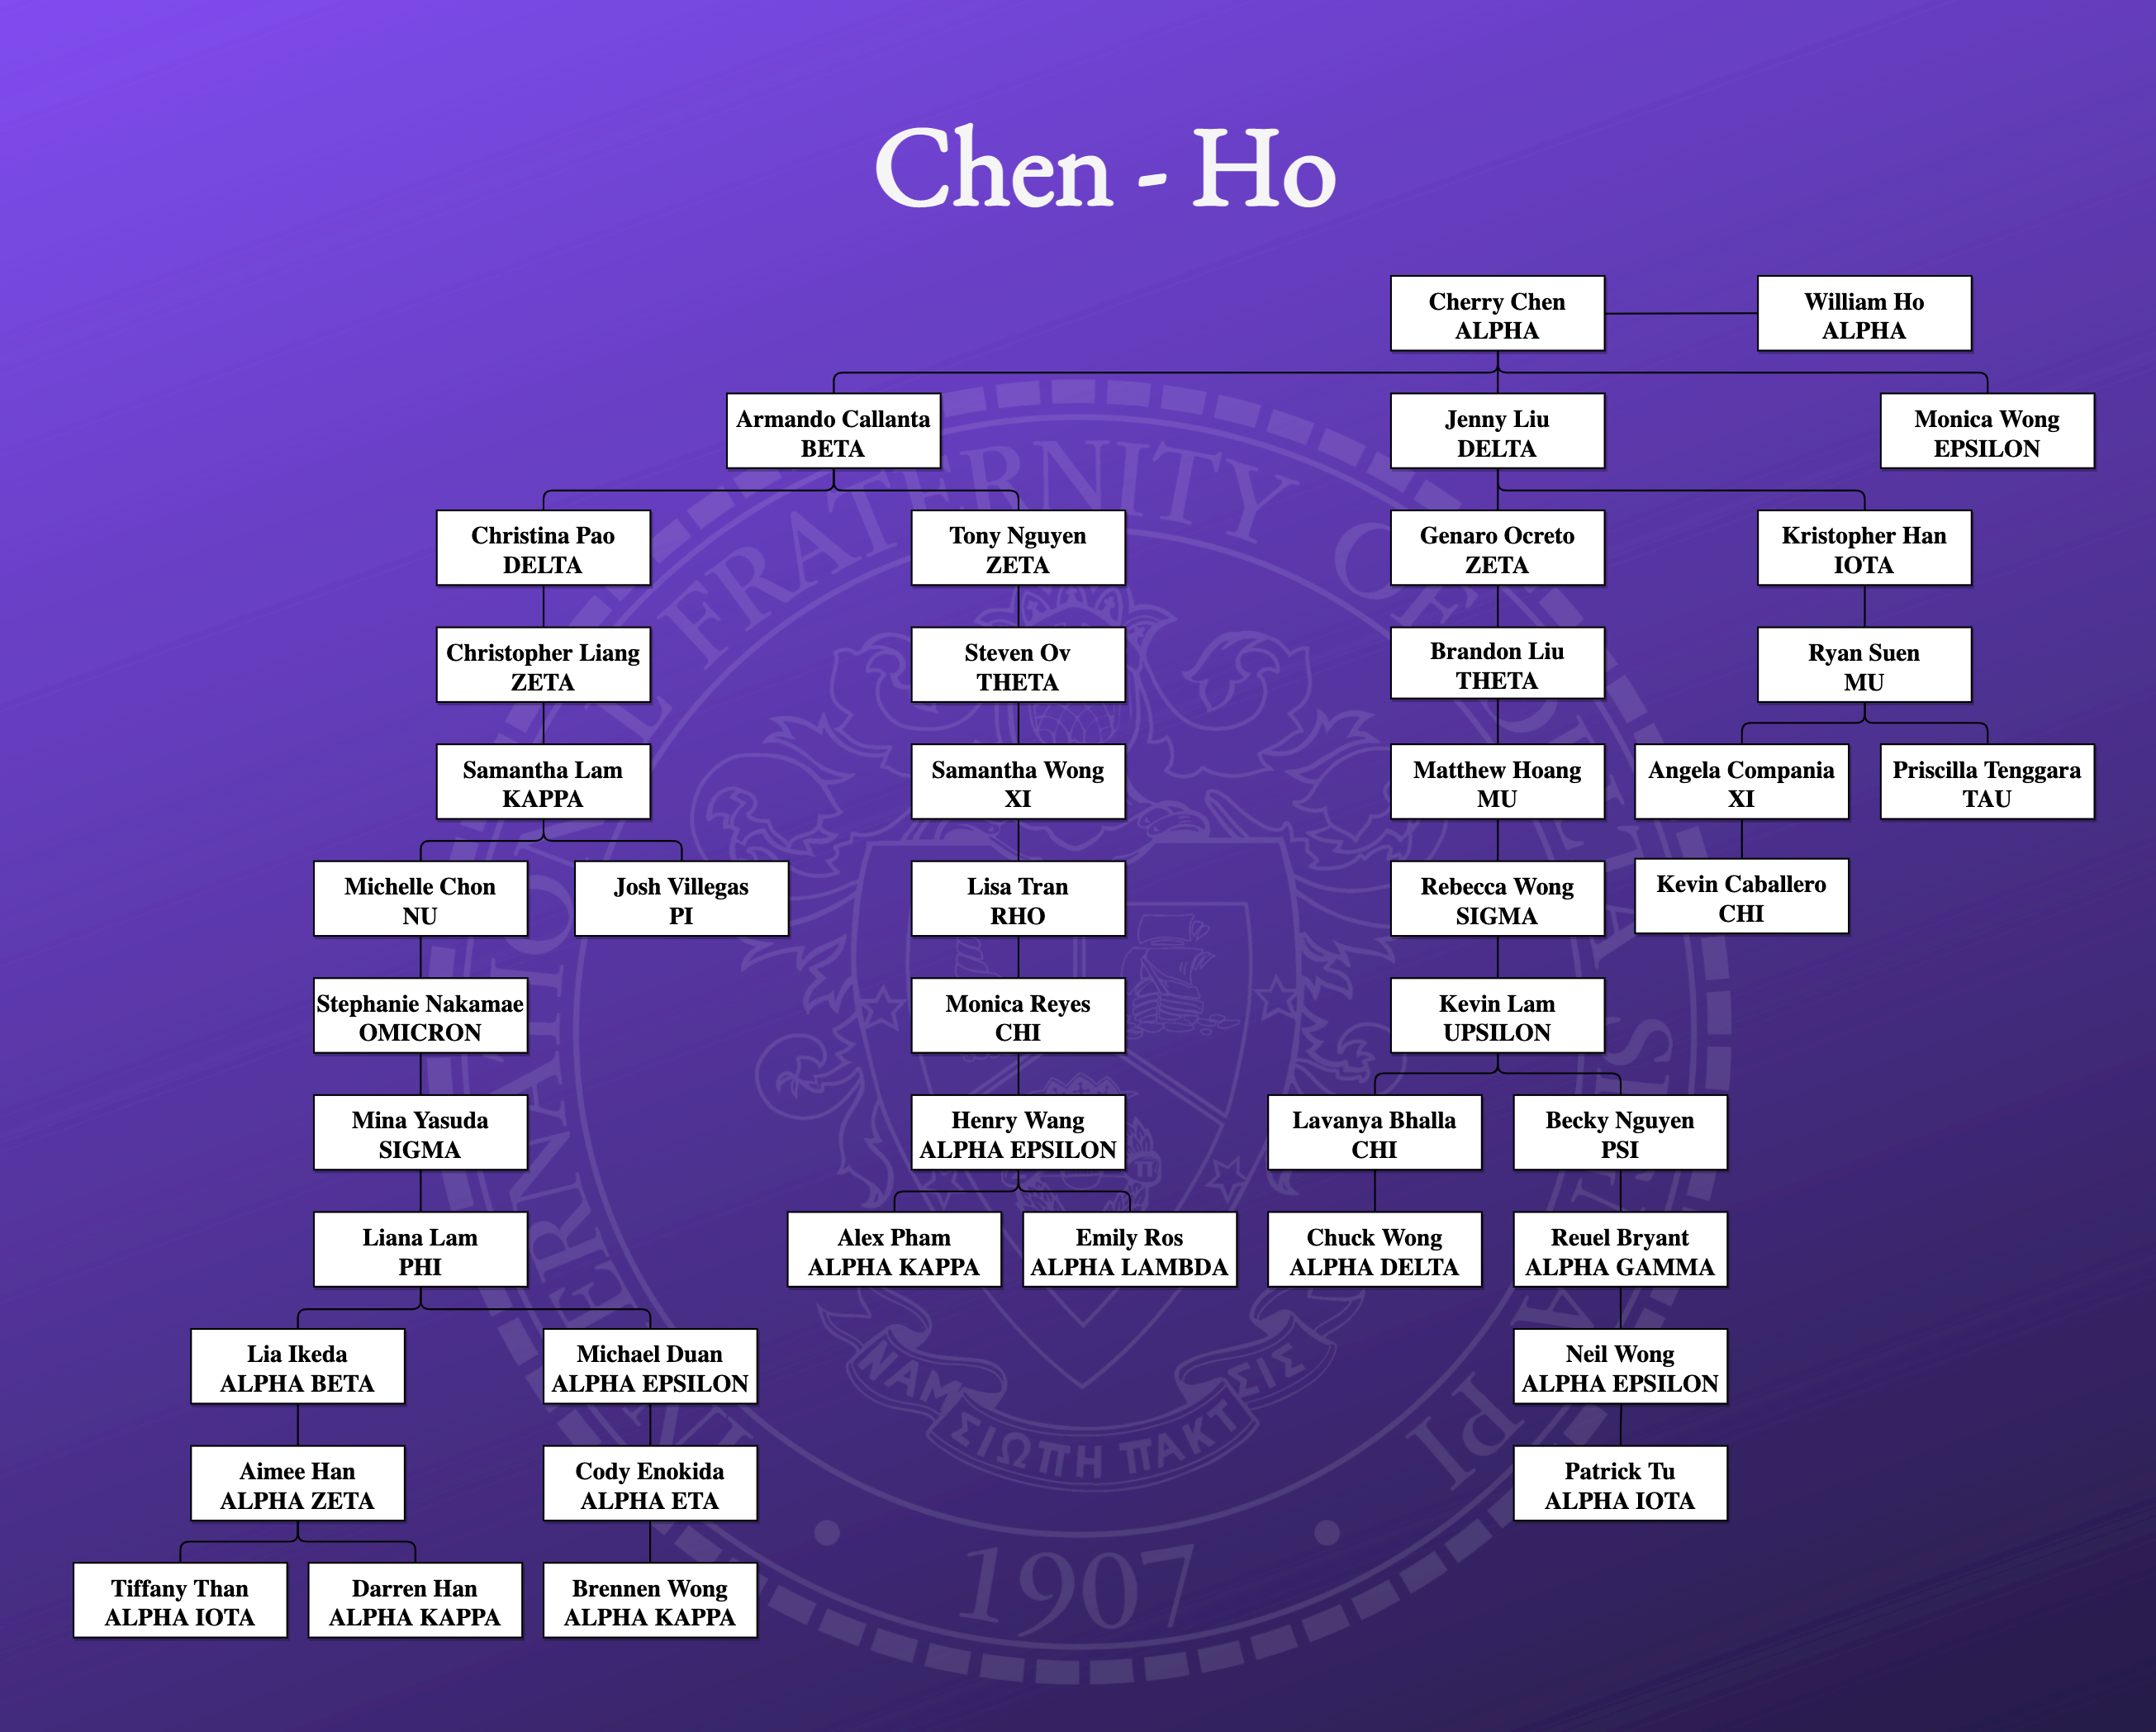 Chen - Ho
Cherry Chen
ALPHA
William Ho
ALPHA
Armando Callanta
BETA
Jenny Liu
DELTA
Monica Wong
EPSILON
Christina Pao
DELTA
Tony Nguyen
ZETA
Genaro Ocreto
ZETA
Kristopher Han
IOTA
Christopher Liang
ZETA
Steven Ov
THETA
Brandon Liu
THETA
Ryan Suen
MU
Samantha Lam
KAPPA
Samantha Wong
XI
Matthew Hoang
MU
Angela Compania
XI
Priscilla Tenggara
TAU
Michelle Chon
NU
Josh Villegas
PI
Lisa Tran
RHO
Rebecca Wong
SIGMA
Kevin Caballero
CHI
Stephanie Nakamae
OMICRON
Monica Reyes
CHI
Kevin Lam
UPSILON
Mina Yasuda
SIGMA
Henry Wang
ALPHA EPSILON
Lavanya Bhalla
CHI
Becky Nguyen
PSI
Liana Lam
PHI
Alex Pham
ALPHA KAPPA
Emily Ros
ALPHA LAMBDA
Chuck Wong
ALPHA DELTA
Reuel Bryant
ALPHA GAMMA
Lia Ikeda
ALPHA BETA
Michael Duan
ALPHA EPSILON
Neil Wong
ALPHA EPSILON
Aimee Han
ALPHA ZETA
Cody Enokida
ALPHA ETA
Patrick Tu
ALPHA IOTA
Tiffany Than
ALPHA IOTA
Darren Han
ALPHA KAPPA
Brennen Wong
ALPHA KAPPA
FRATERNITY
ΣΙΩΠΗ ΠΑΚΤ
ΣΙΣ
PI
1907